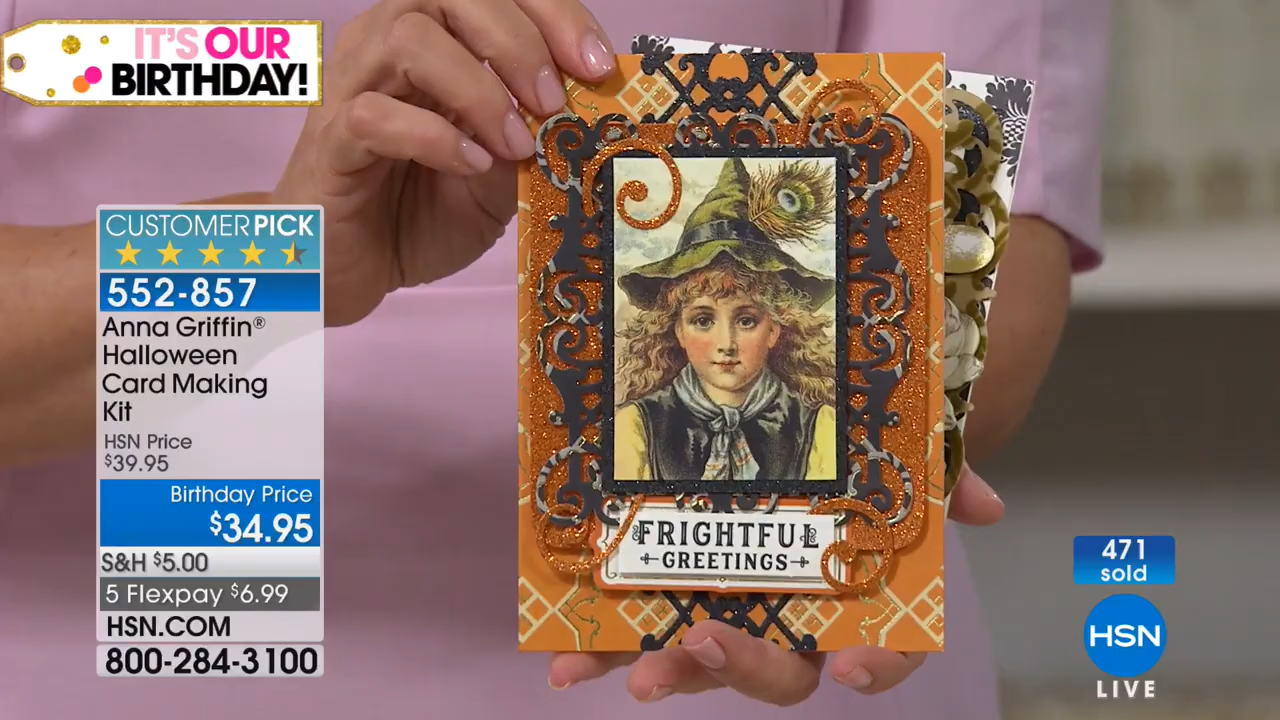 IT'S OUR
BIRTHDAY!
CUSTOMER PICK
552-857
Anna Griffin®
Halloween
Card Making
Kit
HSN Price
$39.95
Birthday Price
$34.95
S&H $5.00
5 Flexpay $6.99
HSN.COM
800-284-3100
FRIGHTFUL
GREETINGS
471
sold
HSN
LIVE